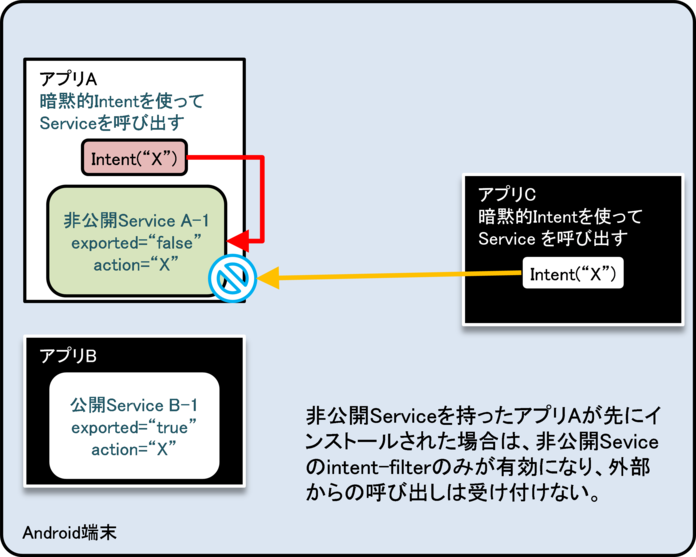 アプリA
暗黙的Intentを使って
Serviceを呼び出す
Intent(“X”)
非公開Service A-1
exported=“false”
action=“X”
アプリC
暗黙的Intentを使って
Service を呼び出す
Intent(“X”)
アプリB
公開Service B-1
exported=“true”
action=“X”
非公開Serviceを持ったアプリAが先にイ
ンストールされた場合は、非公開Sevice
のintent-filterのみが有効になり、外部
からの呼び出しは受け付けない。
Android端末